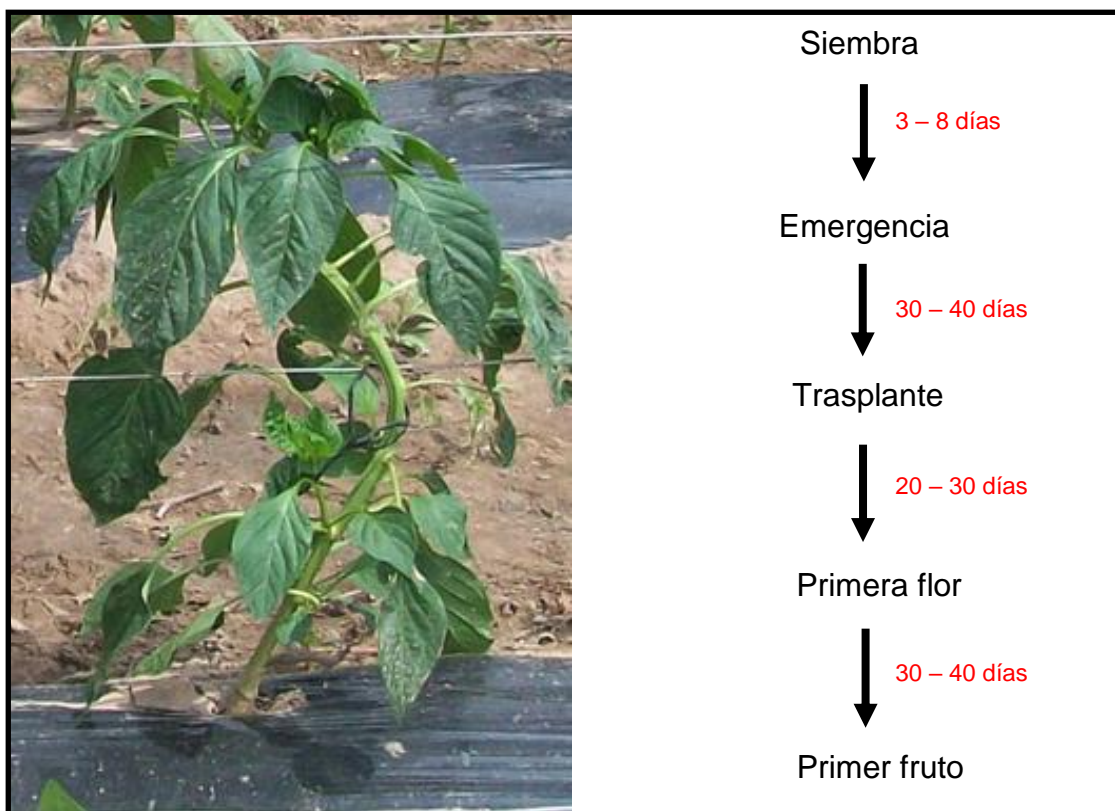 Siembra
3 – 8 días
Emergencia
30 – 40 días
Trasplante
20 – 30 días
Primera flor
30 – 40 días
Primer fruto